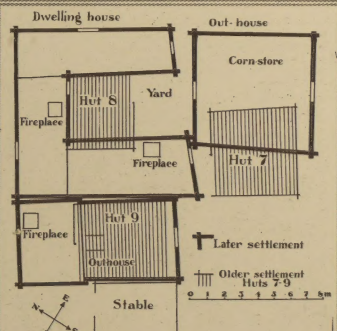 Dwelling house
Out-house
Corn-store
Hut 8
Yard
Fireplace
Fireplace
Hut 7
Fireplace
Hut 9
Outhouse
Later settlement
Older settlement
Huts 7-9
Stable
N
E
S
0 1 2 3 4 5 6 7 8m